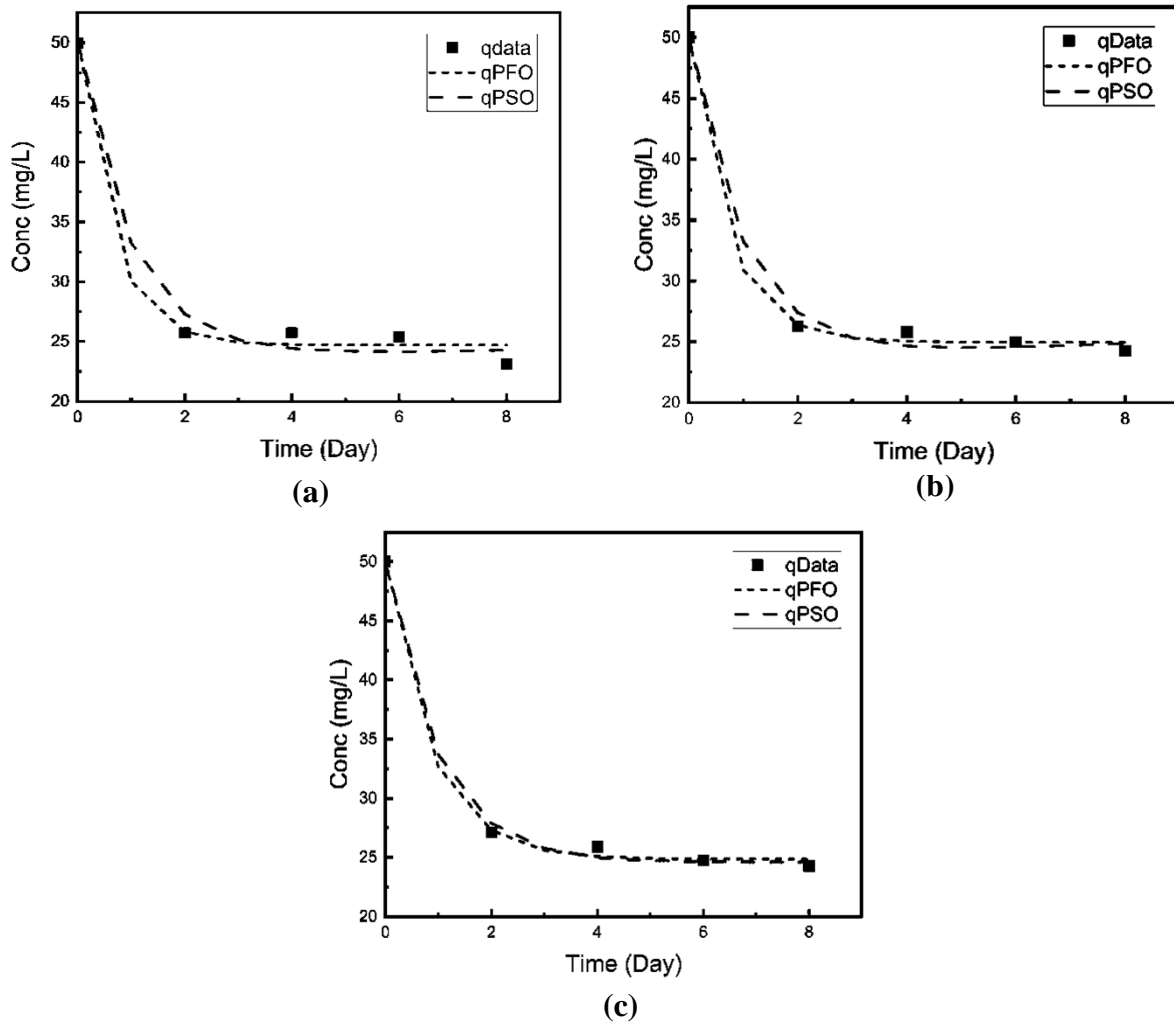 50
45
40
35
30
25
20
Conc (mg/L)
0 2 4 6 8
Time (Day)
qdata
qPFO
qPSO
(a)
50
45
40
35
30
25
20
Conc (mg/L)
0 2 4 6 8
Time (Day)
qData
qPFO
qPSO
(b)
50
45
40
35
30
25
20
Conc (mg/L)
0 2 4 6 8
Time (Day)
qData
qPFO
qPSO
(c)